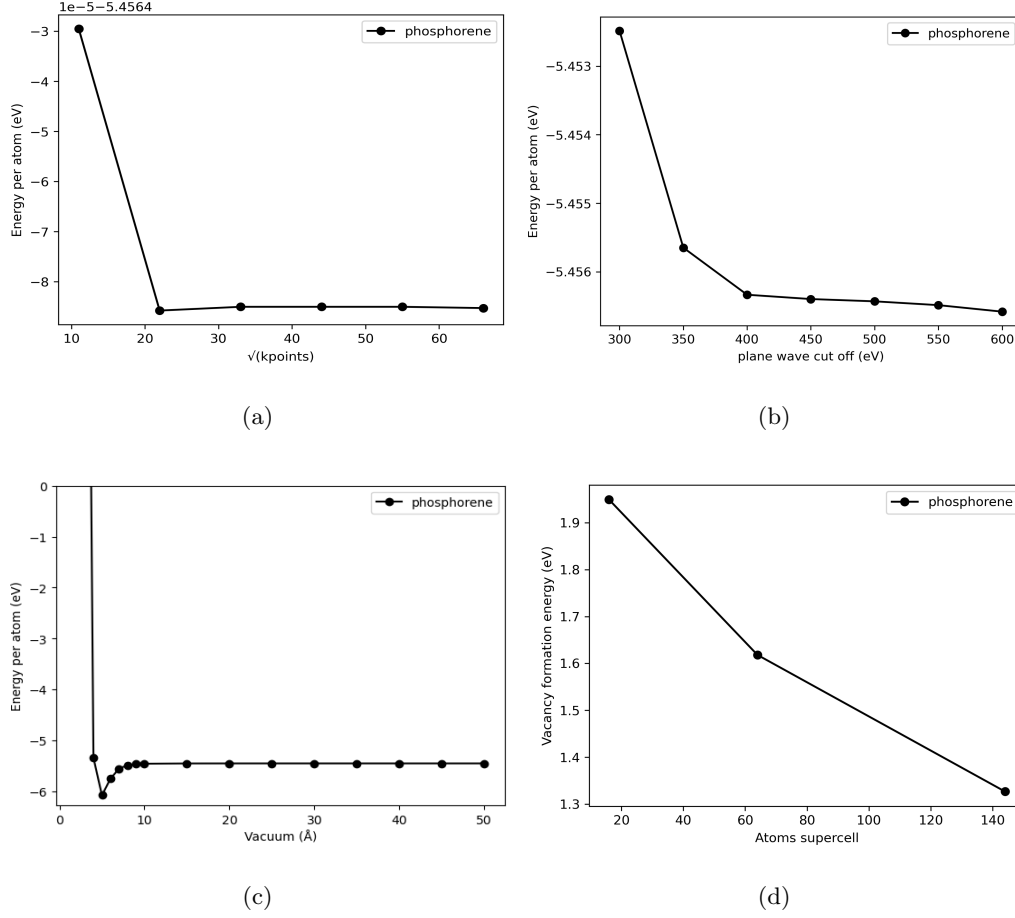 1e−5−5.4564
phosphorene
−3
−4
−5
−6
−7
−8
Energy per atom (eV)
10 20 30 40 50 60
√(kpoints)
(a)
phosphorene
−5.453
−5.454
−5.455
−5.456
Energy per atom (eV)
300 350 400 450 500 550 600
plane wave cut off (eV)
(b)
phosphorene
0
−1
−2
−3
−4
−5
−6
Energy per atom (eV)
0 10 20 30 40 50
Vacuum (Å)
(c)
phosphorene
1.9
1.8
1.7
1.6
1.5
1.4
1.3
Vacancy formation energy (eV)
20 40 60 80 100 120 140
Atoms supercell
(d)